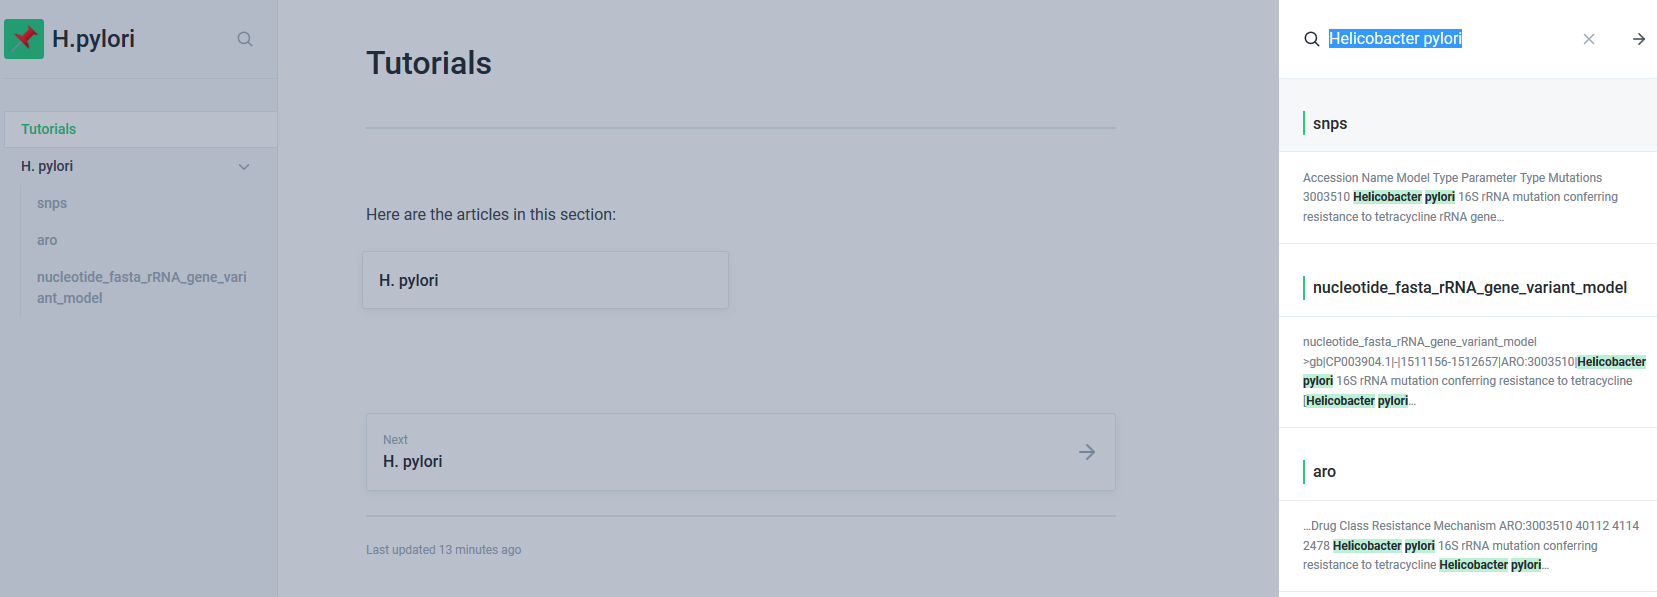 H.pylori
Tutorials
H. pylori
snps
aro
nucleotide_fasta_rRNA_gene_vari
ant_model
Tutorials
Here are the articles in this section:
H. pylori
Next
H. pylori
Last updated 13 minutes ago
Helicobacter pylori
snps
Accession Name Model Type Parameter Type Mutations
3003510 Helicobacter pylori 16S rRNA mutation conferring
resistance to tetracycline rRNA gene…
nucleotide_fasta_rRNA_gene_variant_model
nucleotide_fasta_rRNA_gene_variant_model
>gb|CP003904.1|-|1511156-1512657|ARO:3003510|Helicobacter
pylori 16S rRNA mutation conferring resistance to tetracycline
[Helicobacter pylori…
aro
…Drug Class Resistance Mechanism ARO:3003510 40112 4114
2478 Helicobacter pylori 16S rRNA mutation conferring
resistance to tetracycline Helicobacter pylori…